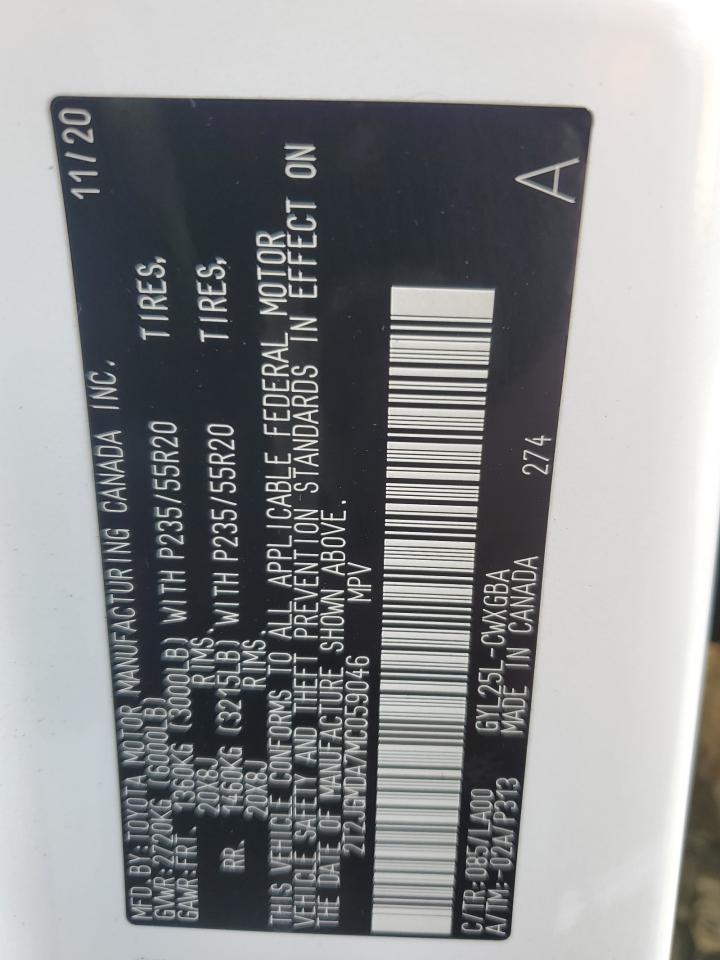 MFD. BY: TOYOTA MOTOR MANUFACTURING CANADA INC. 11/20
GVWR: 2720KG (6000LB)
GAWR: FRT. 1360KG (3000LB) WITH P235/55R20 TIRES,
20X8J RIMS.
RR. 1460KG (3215LB) WITH P235/55R20 TIRES,
20X8J RIMS.
THIS VEHICLE CONFORMS TO ALL APPLICABLE FEDERAL MOTOR
VEHICLE SAFETY AND THEFT PREVENTION STANDARDS IN EFFECT ON
THE DATE OF MANUFACTURE SHOWN ABOVE.
2T2JGMDA7MC059046 MPV
C/TR: 085/LA00 GYL25L-CWXGBA 274 A
A/TM: -02A/P313 MADE IN CANADA